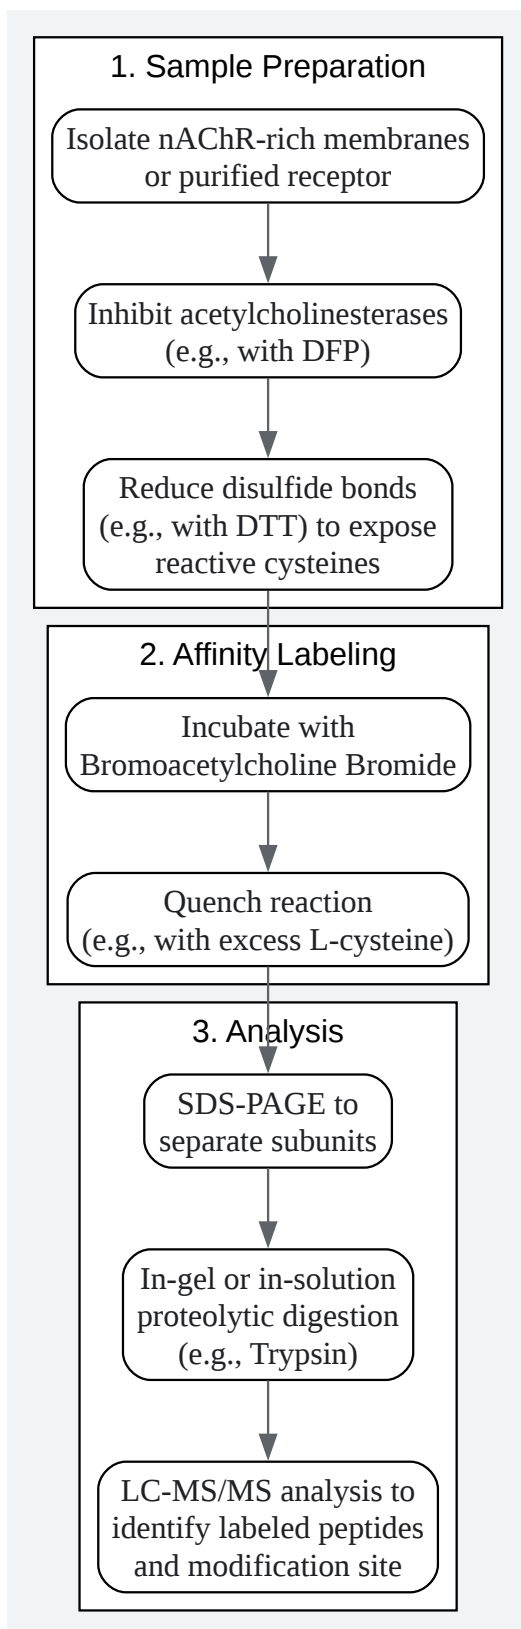 1. Sample Preparation
Isolate nAChR-rich membranes
or purified receptor
Inhibit acetylcholinesterases
(e.g., with DFP)
Reduce disulfide bonds
(e.g., with DTT) to expose
reactive cysteines
2. Affinity Labeling
Incubate with
Bromoacetylcholine Bromide
Quench reaction
(e.g., with excess L-cysteine)
3. Analysis
SDS-PAGE to
separate subunits
In-gel or in-solution
proteolytic digestion
(e.g., Trypsin)
LC-MS/MS analysis to
identify labeled peptides
and modification site